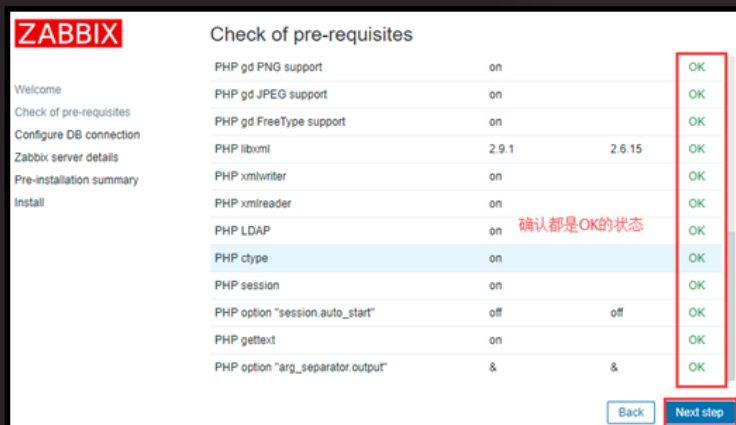 ZABBIX
Check of pre-requisites
Welcome
Check of pre-requisites
Configure DB connection
Zabbix server details
Pre-installation summary
Install
PHP gd PNG support on OK
PHP gd JPEG support on OK
PHP gd FreeType support on OK
PHP libxml 2.9.1 2.6.15 OK
PHP xmlwriter on OK
PHP xmlreader on OK
PHP LDAP on OK
确认都是OK的状态
PHP ctype on OK
PHP session on OK
PHP option "session.auto_start" off off OK
PHP gettext on OK
PHP option "arg_separator.output" & & OK
Back Next step